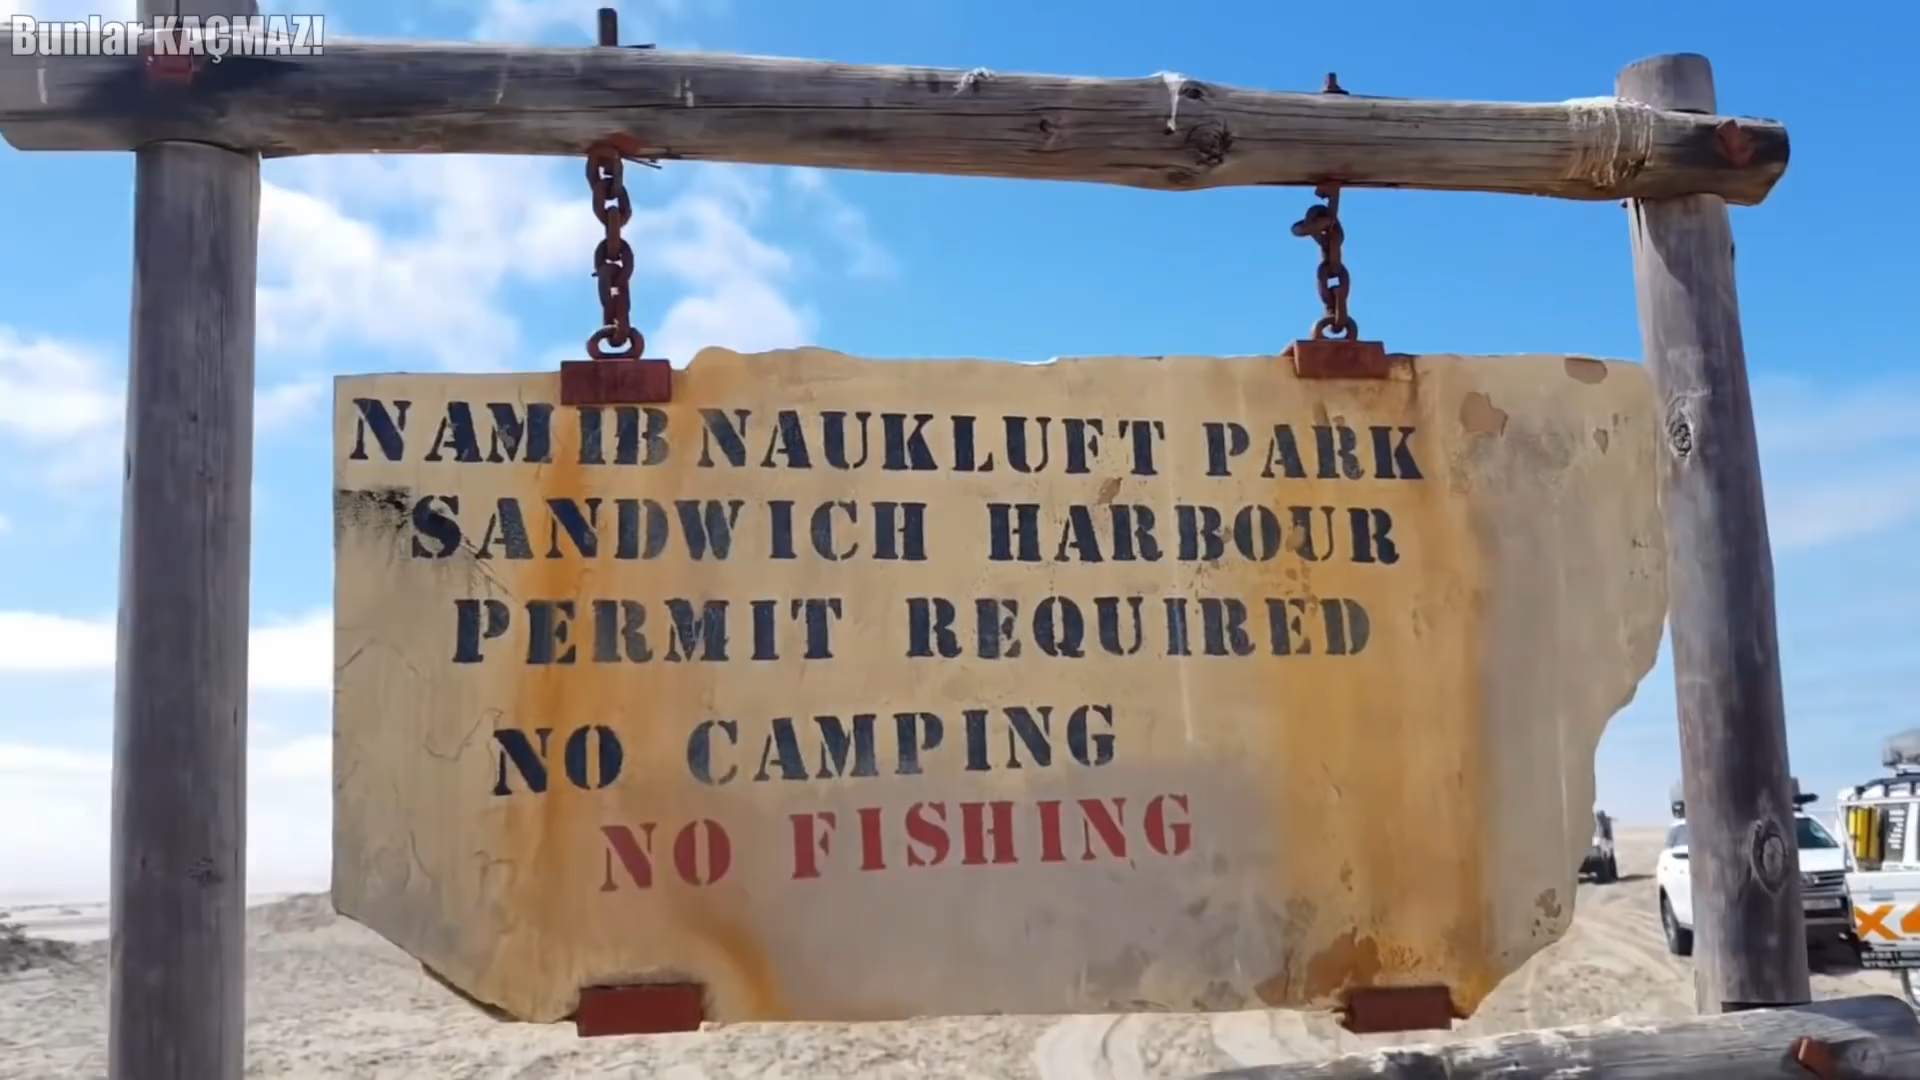 Bunlar KAÇMAZ!
NAMIB NAUKLUFT PARK
SANDWICH HARBOUR
PERMIT REQUIRED
NO CAMPING
NO FISHING